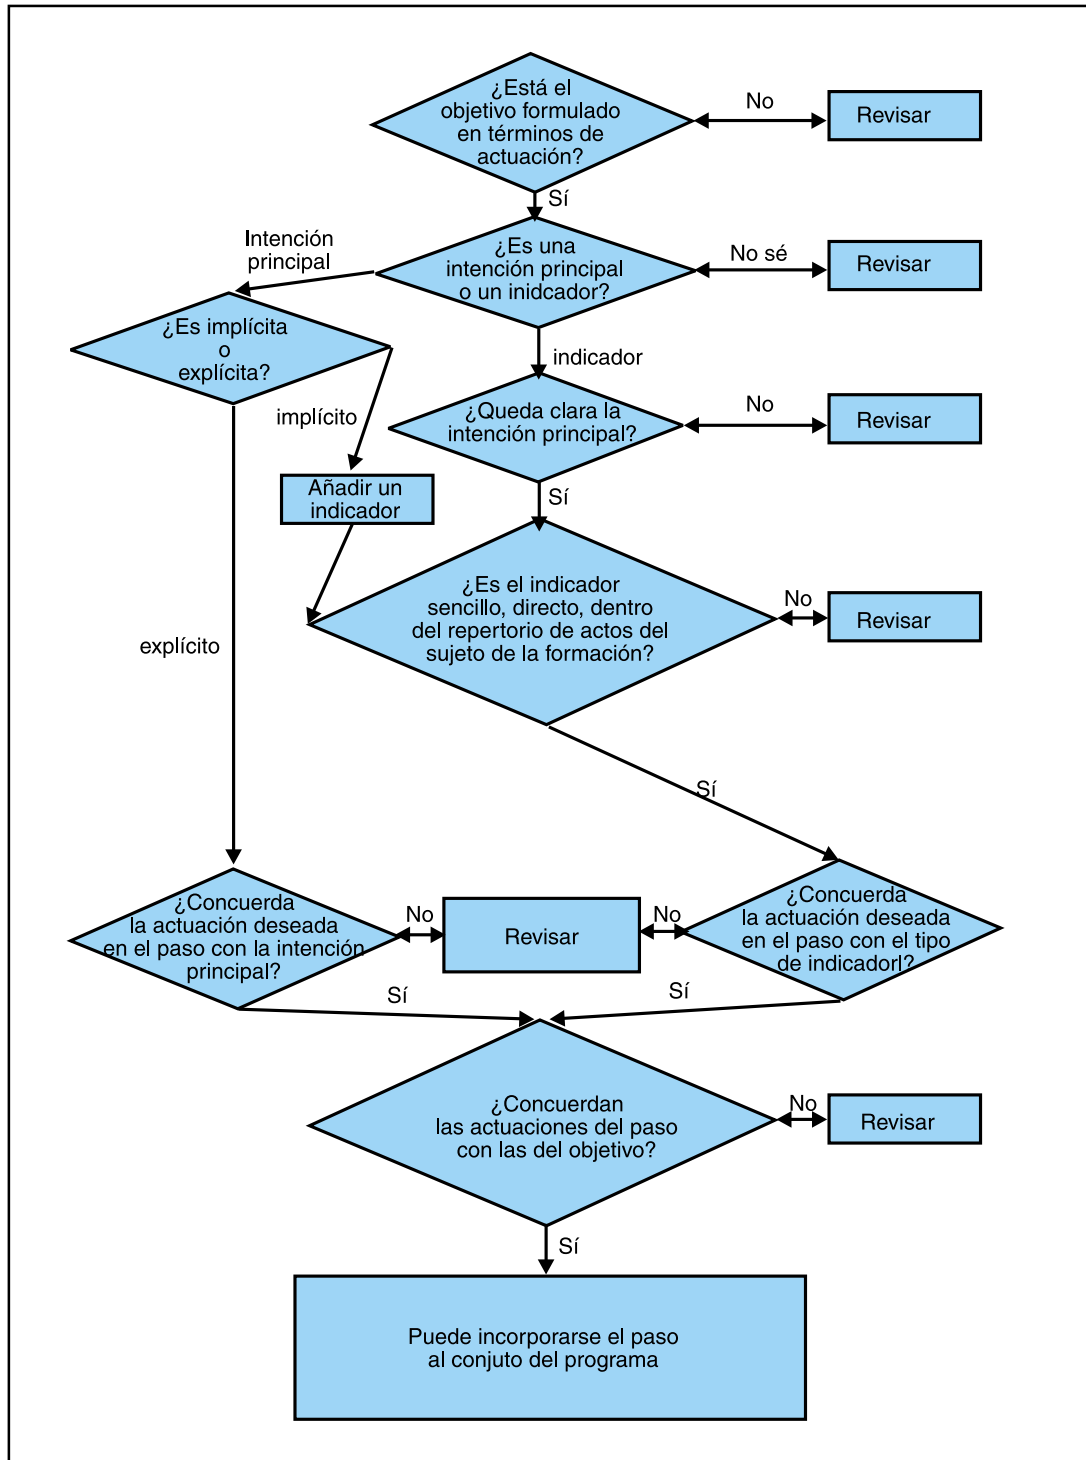 ¿Está el
objetivo formulado
en términos de
actuación?
No
Revisar
Sí
Intención
principal
¿Es una
intención principal
o un inidcador?
No sé
Revisar
¿Es implícita
o
explícita?
indicador
implícito
¿Queda clara la
intención principal?
No
Revisar
Añadir un
indicador
Sí
¿Es el indicador
sencillo, directo, dentro
del repertorio de actos del
sujeto de la formación?
No
Revisar
explícito
Sí
¿Concuerda
la actuación deseada
en el paso con la intención
principal?
No
Revisar
No
¿Concuerda
la actuación deseada
en el paso con el tipo
de indicadorl?
Sí
Sí
¿Concuerdan
las actuaciones del paso
con las del objetivo?
No
Revisar
Sí
Puede incorporarse el paso
al conjuto del programa